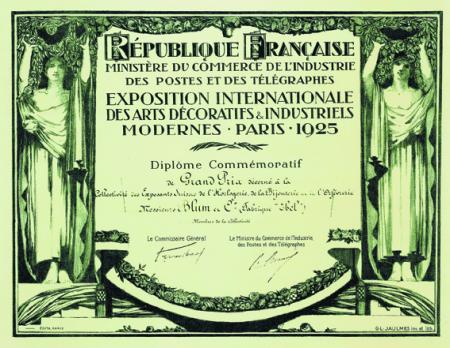 RÉPUBLIQUE FRANÇAISE
MINISTÈRE DU COMMERCE DE L'INDUSTRIE
DES POSTES ET DES TÉLÉGRAPHES
EXPOSITION INTERNATIONALE
DES ARTS DÉCORATIFS & INDUSTRIELS
MODERNES · PARIS · 1925
Diplôme Commémoratif
de Grand Prix décerné à la
Collectivité des Exposants Suisses de l'Horlogerie, de la Bijouterie et de l'Orfèvrerie
Messieurs Blum et Cie (Fabrique "Ebel")
Membres de la Collectivité
Le Commissaire Général
Le Ministre du Commerce de l'Industrie,
des Postes et des Télégraphes
G-L-JAULMES inv. et